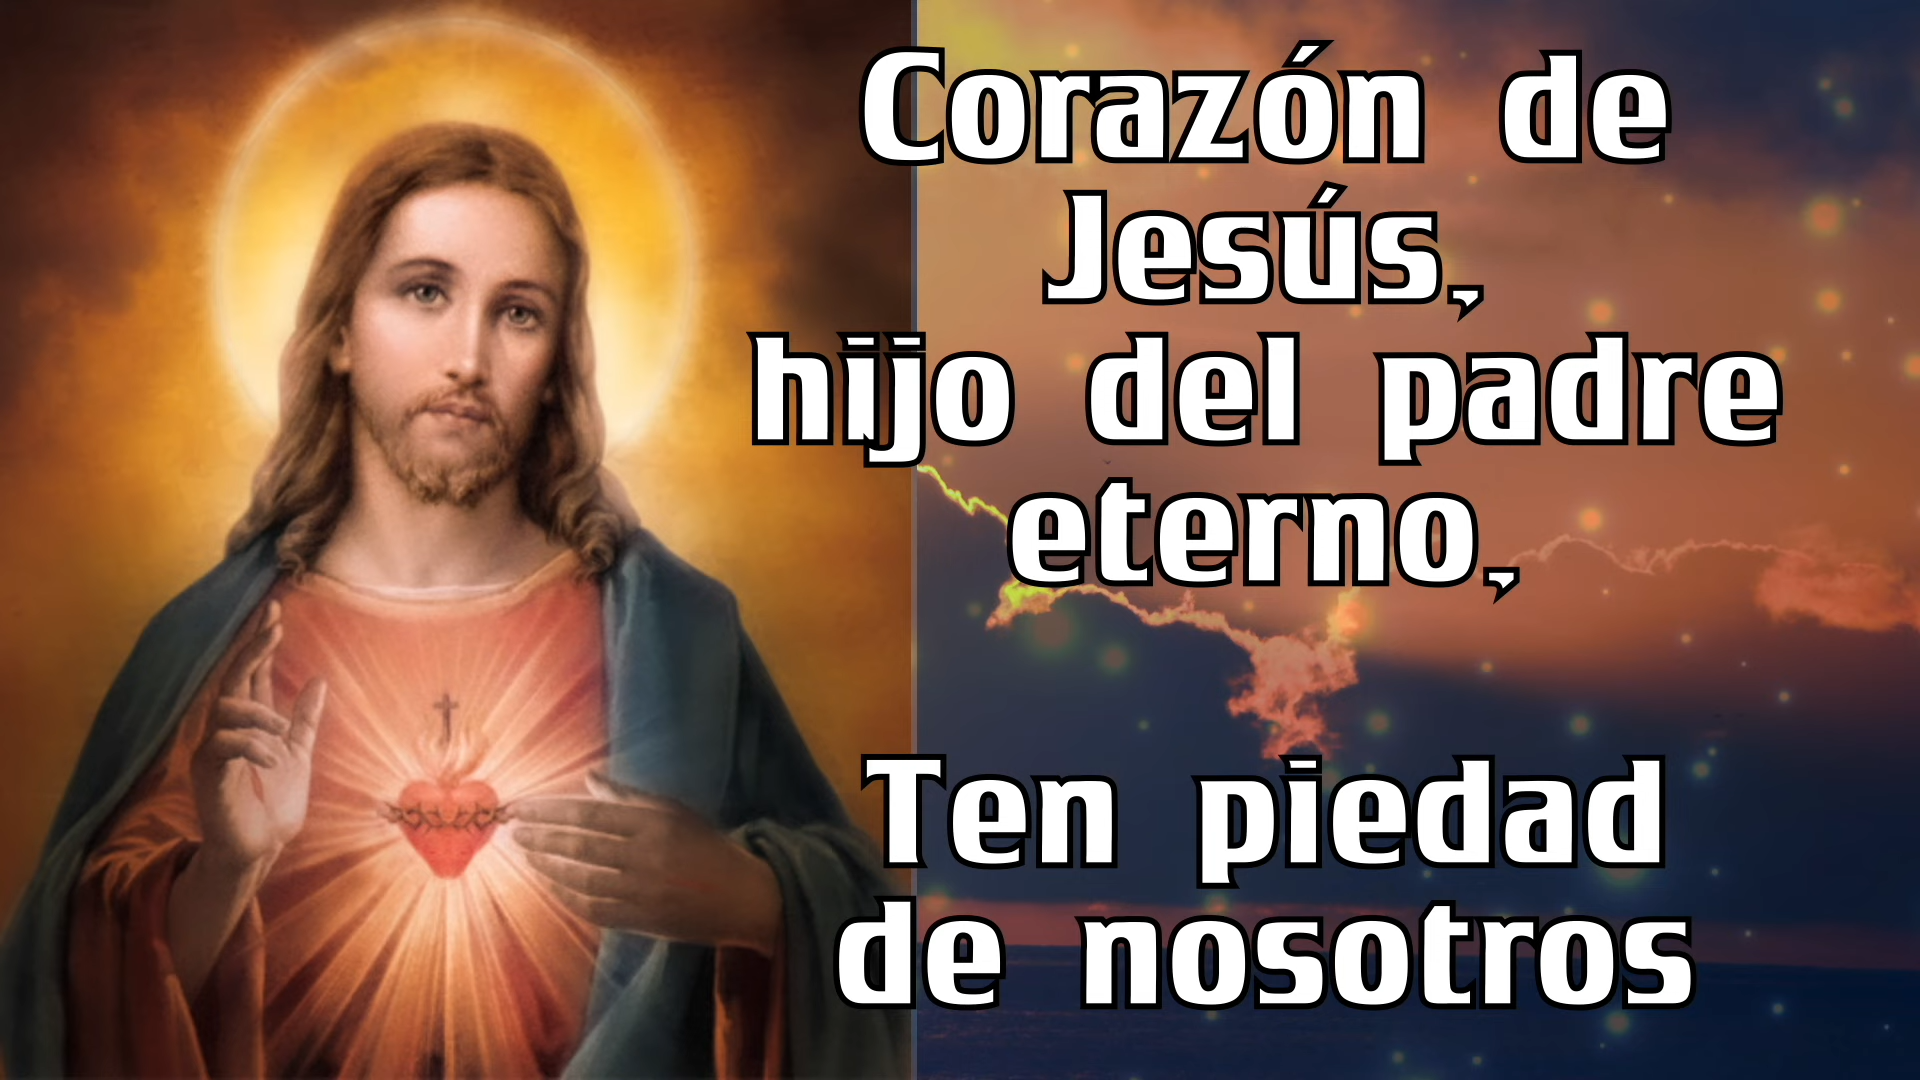 Corazón de
Jesús,
hijo del padre
eterno,
Ten piedad
de nosotros